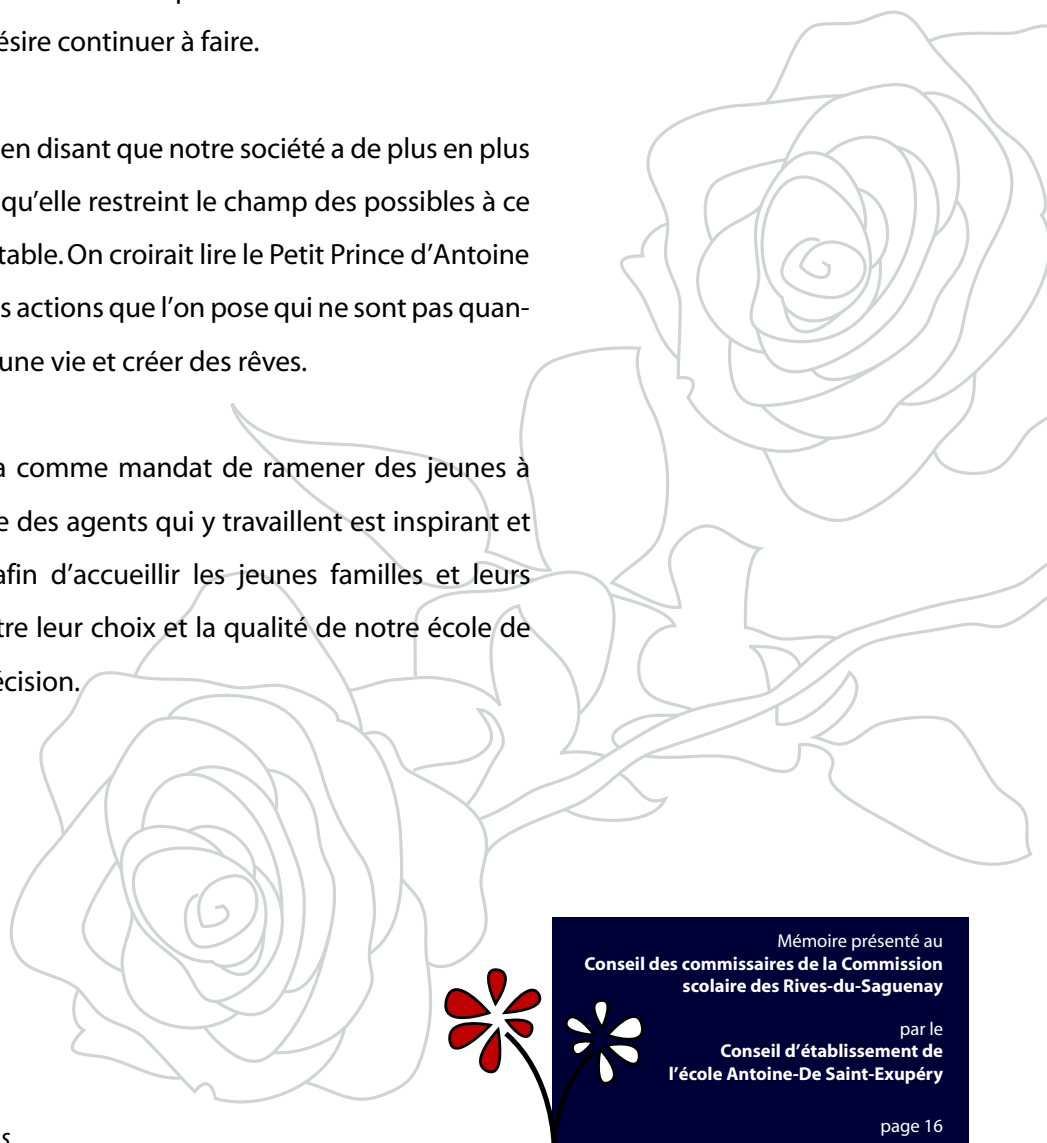 ésire continuer à faire.
en disant que notre société a de plus en plus
qu'elle restreint le champ des possibles à ce
table. On croirait lire le Petit Prince d'Antoine
s actions que l'on pose qui ne sont pas quan-
une vie et créer des rêves.
a comme mandat de ramener des jeunes à
e des agents qui y travaillent est inspirant et
afin d'accueillir les jeunes familles et leurs
tre leur choix et la qualité de notre école de
écision.
Mémoire présenté au
Conseil des commissaires de la Commission
scolaire des Rives-du-Saguenay
par le
Conseil d'établissement de
l'école Antoine-De Saint-Exupéry
page 16